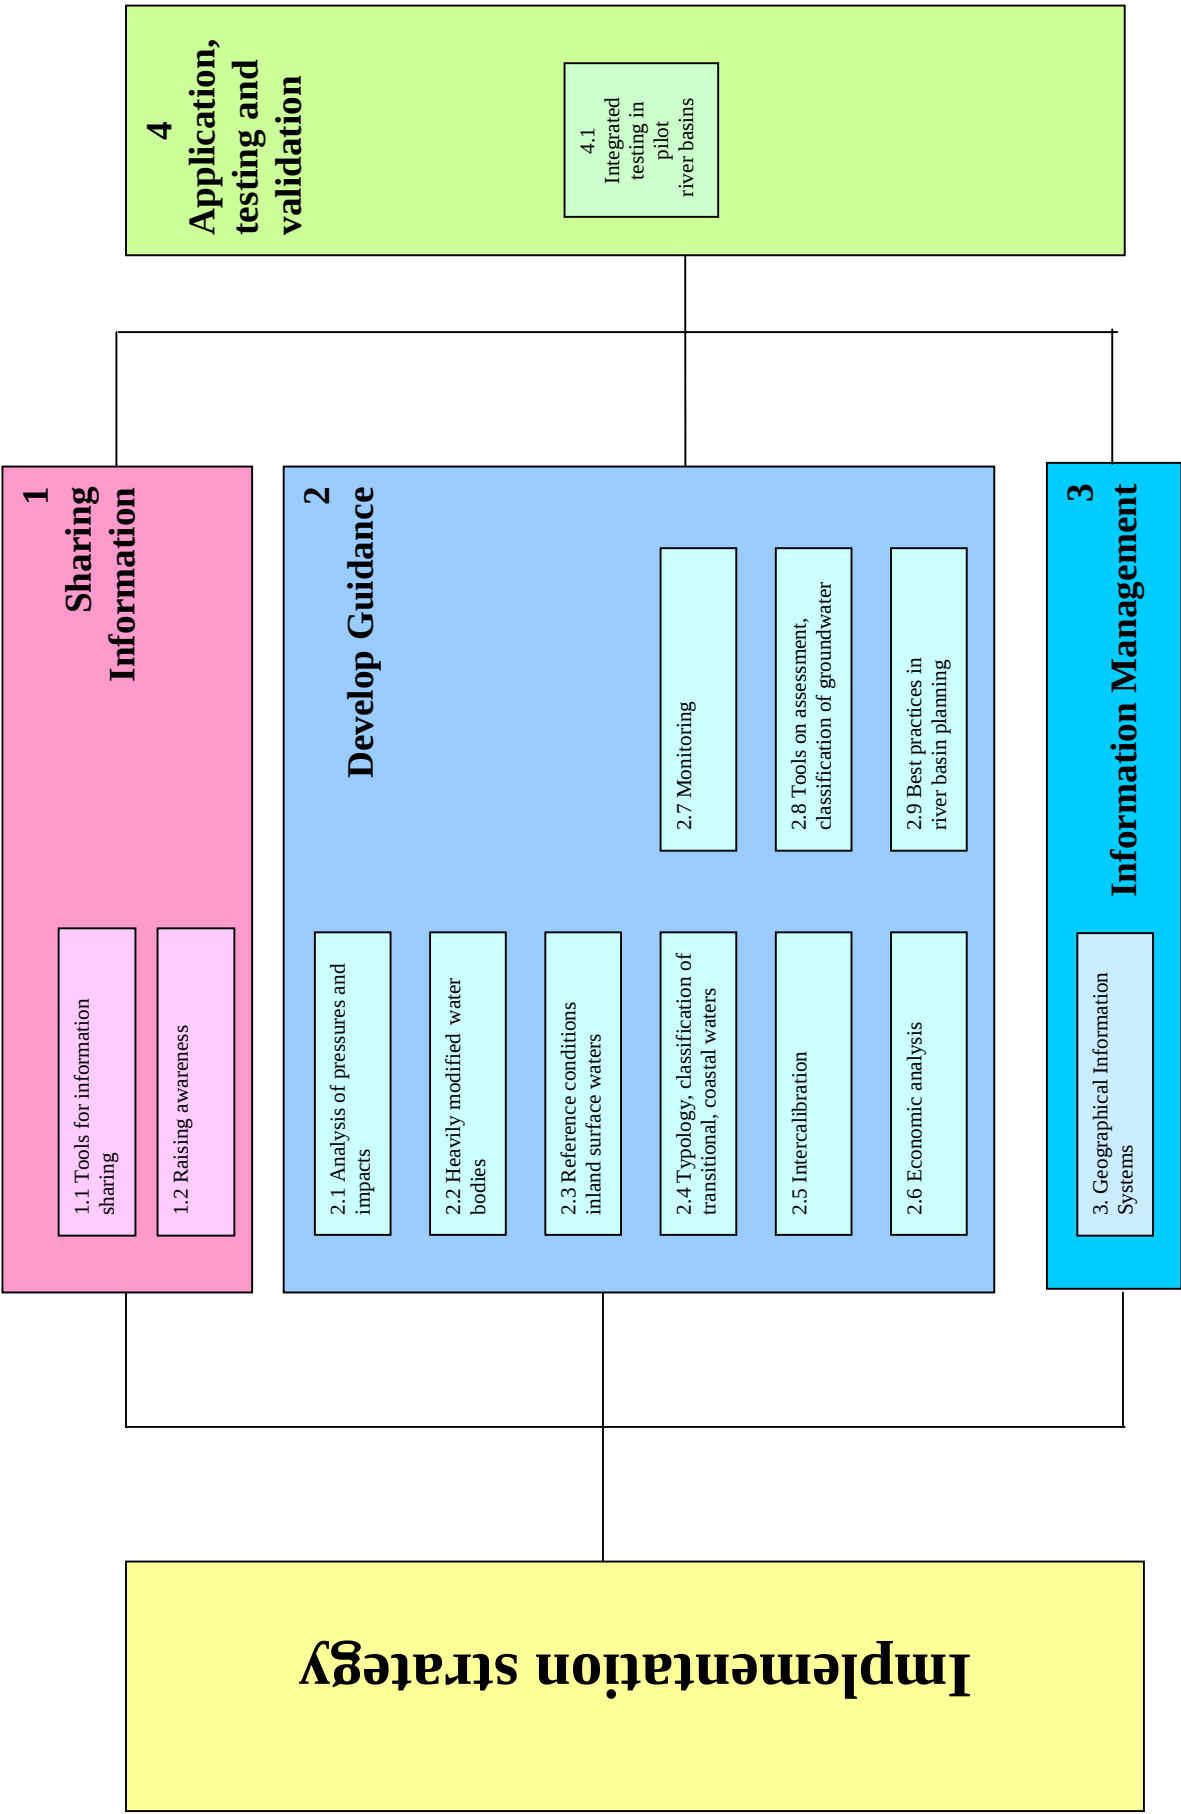 Implementation strategy
1
Sharing
Information
1.1 Tools for information
sharing
1.2 Raising awareness
2
Develop Guidance
2.1 Analysis of pressures and
impacts
2.2 Heavily modified water
bodies
2.3 Reference conditions
inland surface waters
2.4 Typology, classification of
transitional, coastal waters
2.5 Intercalibration
2.6 Economic analysis
2.7 Monitoring
2.8 Tools on assessment,
classification of groundwater
2.9 Best practices in
river basin planning
3
Information Management
3. Geographical Information
Systems
4
Application,
testing and
validation
4.1
Integrated
testing in
pilot
river basins